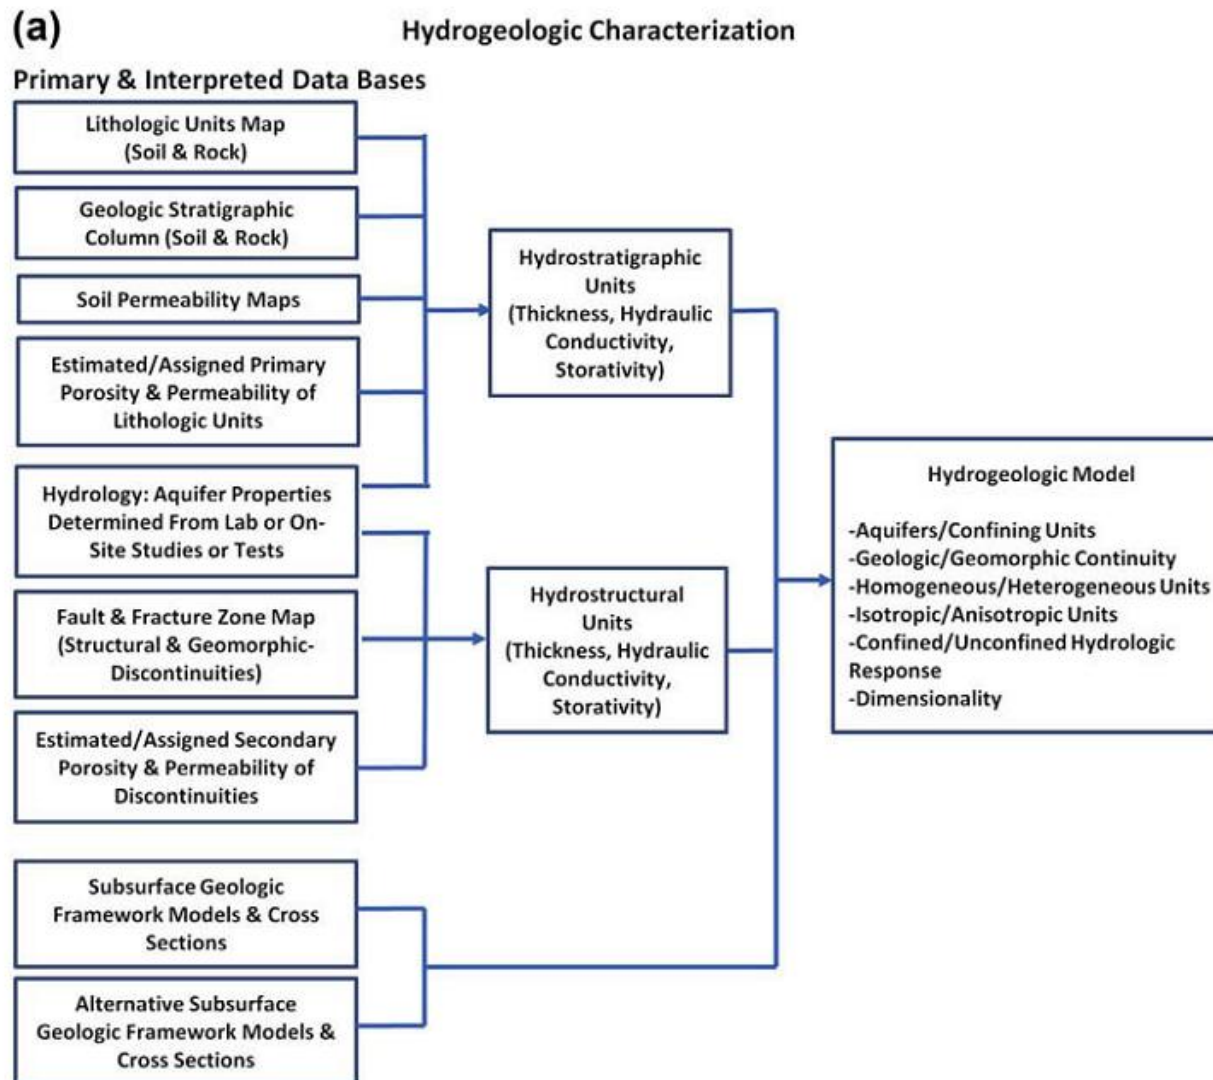 (a)
Hydrogeologic Characterization
Primary & Interpreted Data Bases
Lithologic Units Map
(Soil & Rock)
Geologic Stratigraphic
Column (Soil & Rock)
Soil Permeability Maps
Estimated/Assigned Primary
Porosity & Permeability of
Lithologic Units
Hydrology: Aquifer Properties
Determined From Lab or On-
Site Studies or Tests
Fault & Fracture Zone Map
(Structural & Geomorphic-
Discontinuities)
Estimated/Assigned Secondary
Porosity & Permeability of
Discontinuities
Subsurface Geologic
Framework Models & Cross
Sections
Alternative Subsurface
Geologic Framework Models &
Cross Sections
Hydrostratigraphic
Units
(Thickness, Hydraulic
Conductivity,
Storativity)
Hydrostructural
Units
(Thickness, Hydraulic
Conductivity,
Storativity)
Hydrogeologic Model
-Aquifers/Confining Units
-Geologic/Geomorphic Continuity
-Homogeneous/Heterogeneous Units
-Isotropic/Anisotropic Units
-Confined/Unconfined Hydrologic
Response
-Dimensionality